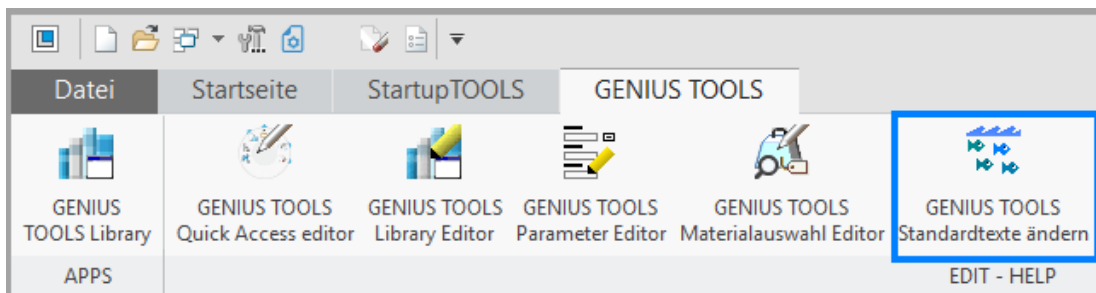 Datei Startseite StartupTOOLS GENIUS TOOLS
GENIUS GENIUS TOOLS GENIUS TOOLS GENIUS TOOLS GENIUS TOOLS GENIUS TOOLS
TOOLS Library Quick Access editor Library Editor Parameter Editor Materialauswahl Editor Standardtexte ändern
APPS EDIT - HELP